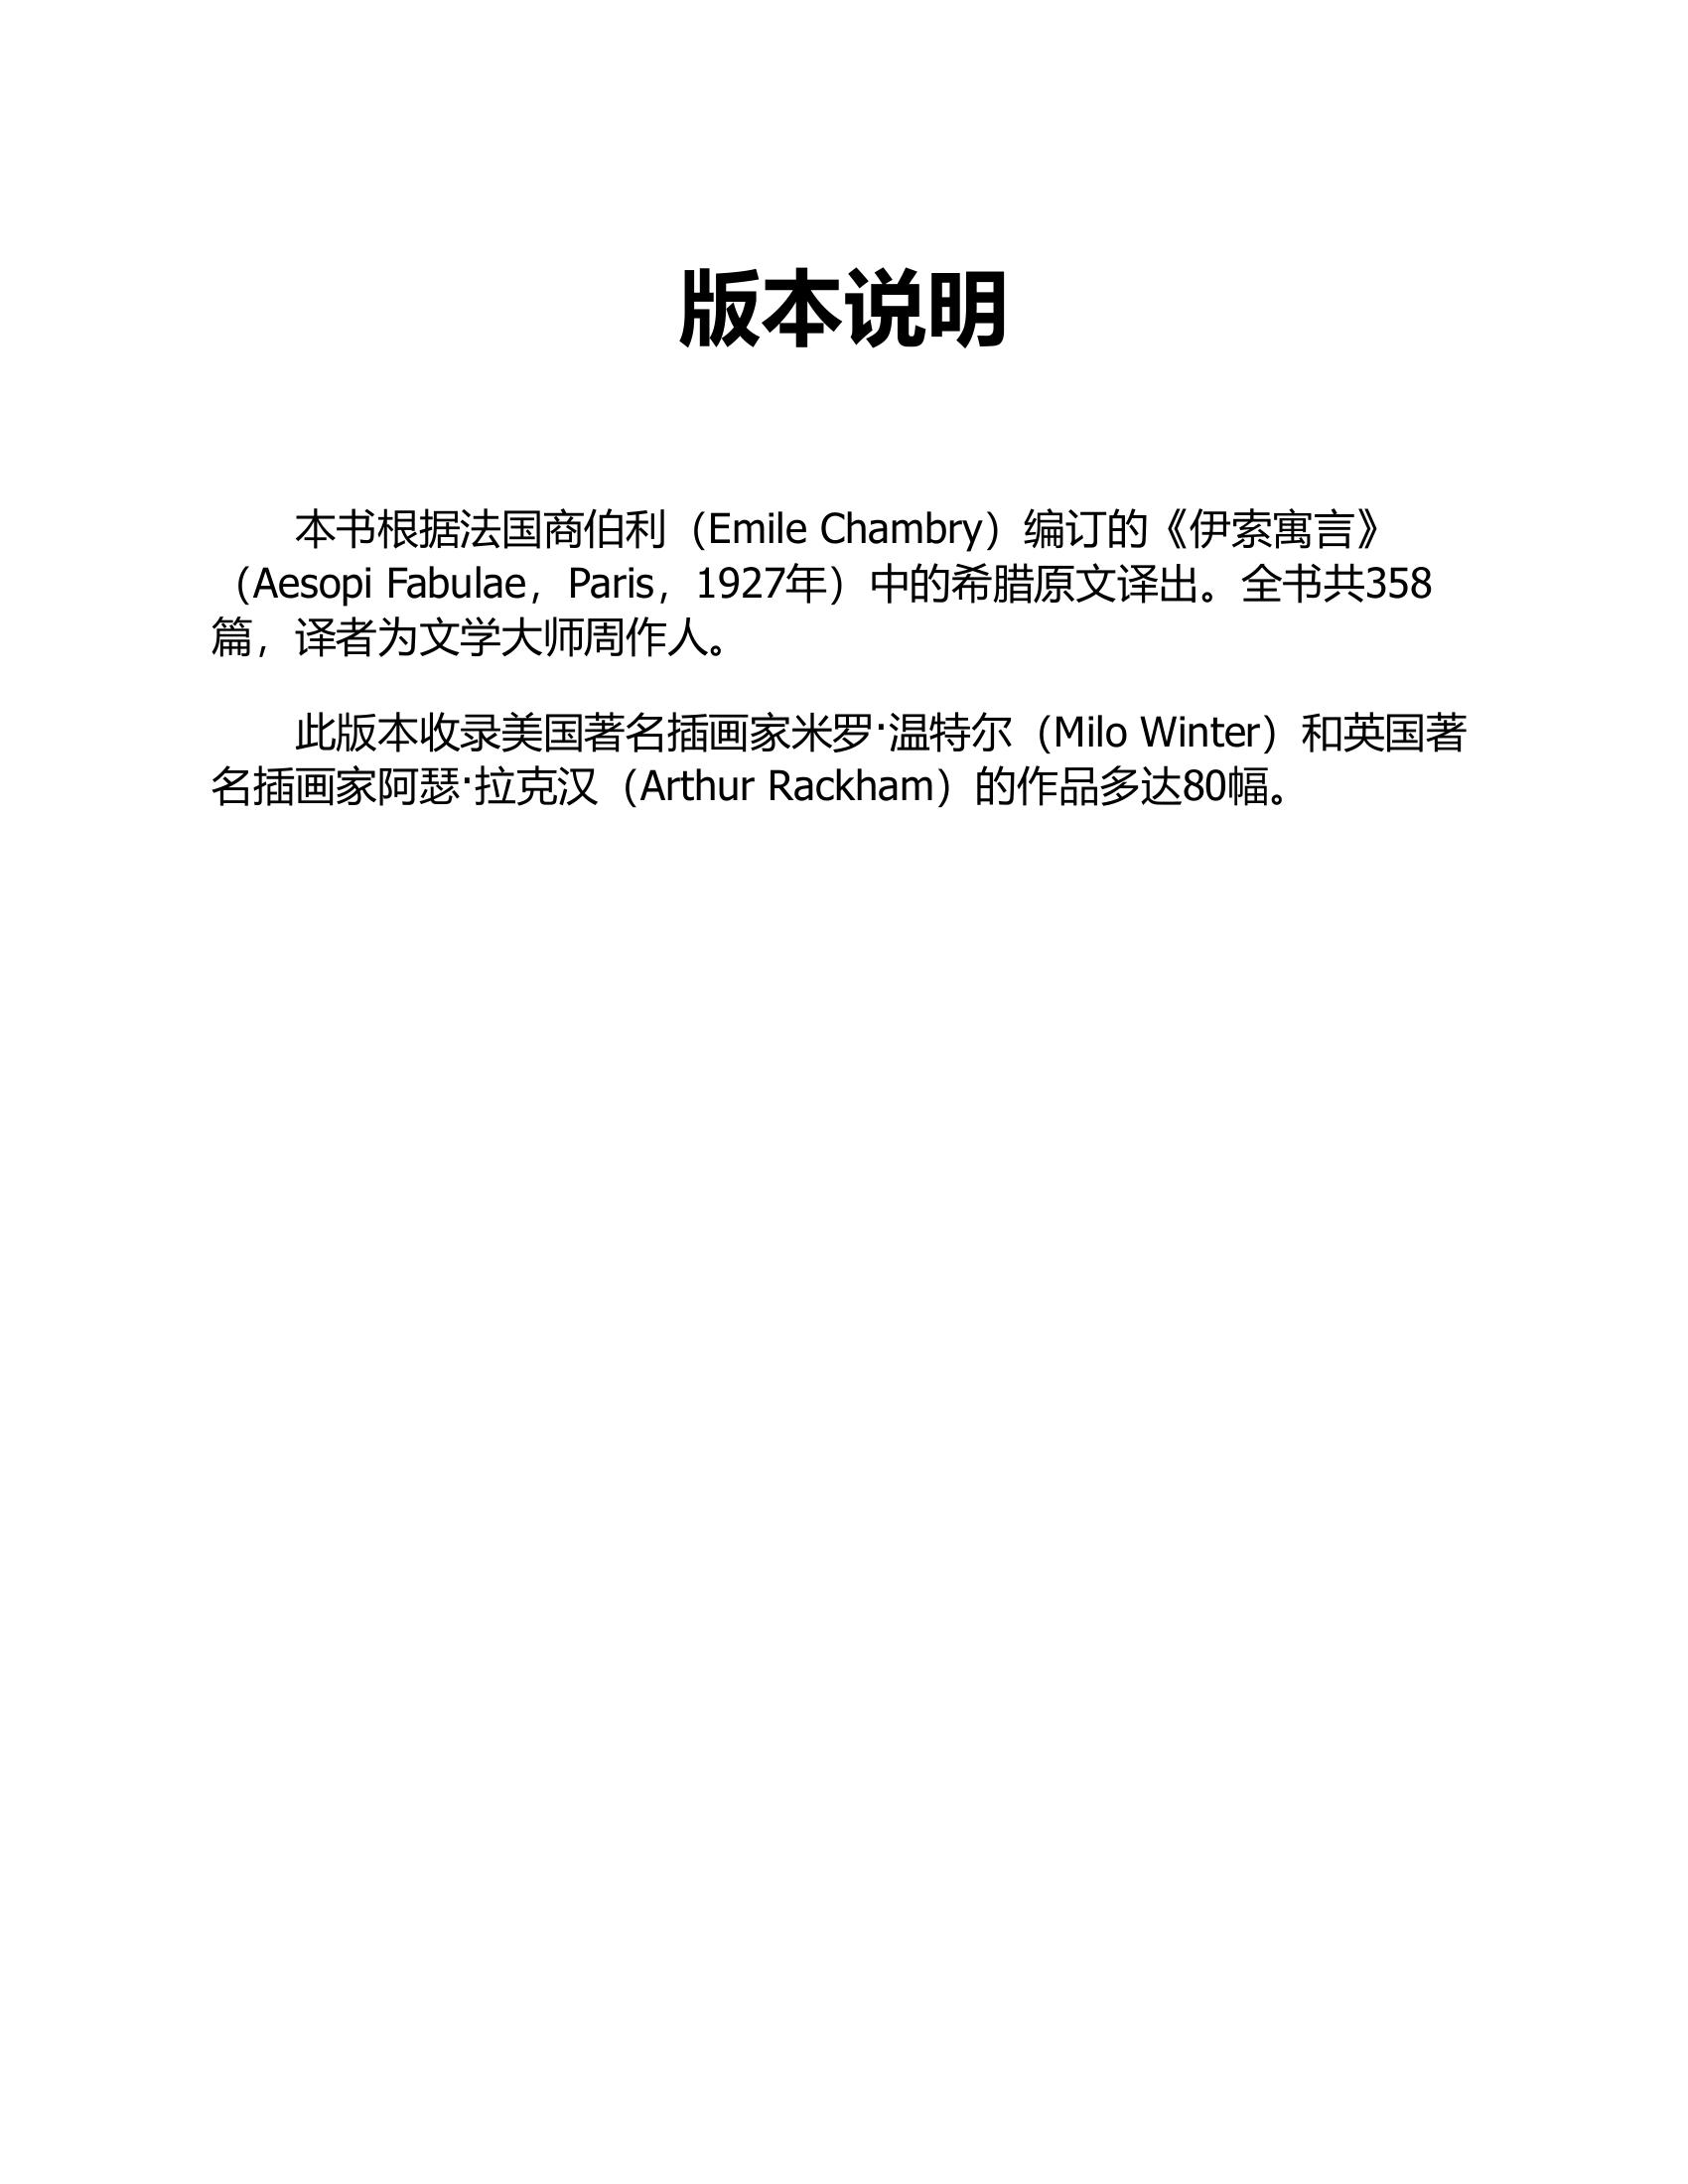 版本说明
本书根据法国商伯利（Emile Chambry）编订的《伊索寓言》
（Aesopi Fabulae，Paris，1927年）中的希腊原文译出。全书共358
篇，译者为文学大师周作人。
此版本收录美国著名插画家米罗·温特尔（Milo Winter）和英国著
名插画家阿瑟·拉克汉（Arthur Rackham）的作品多达80幅。